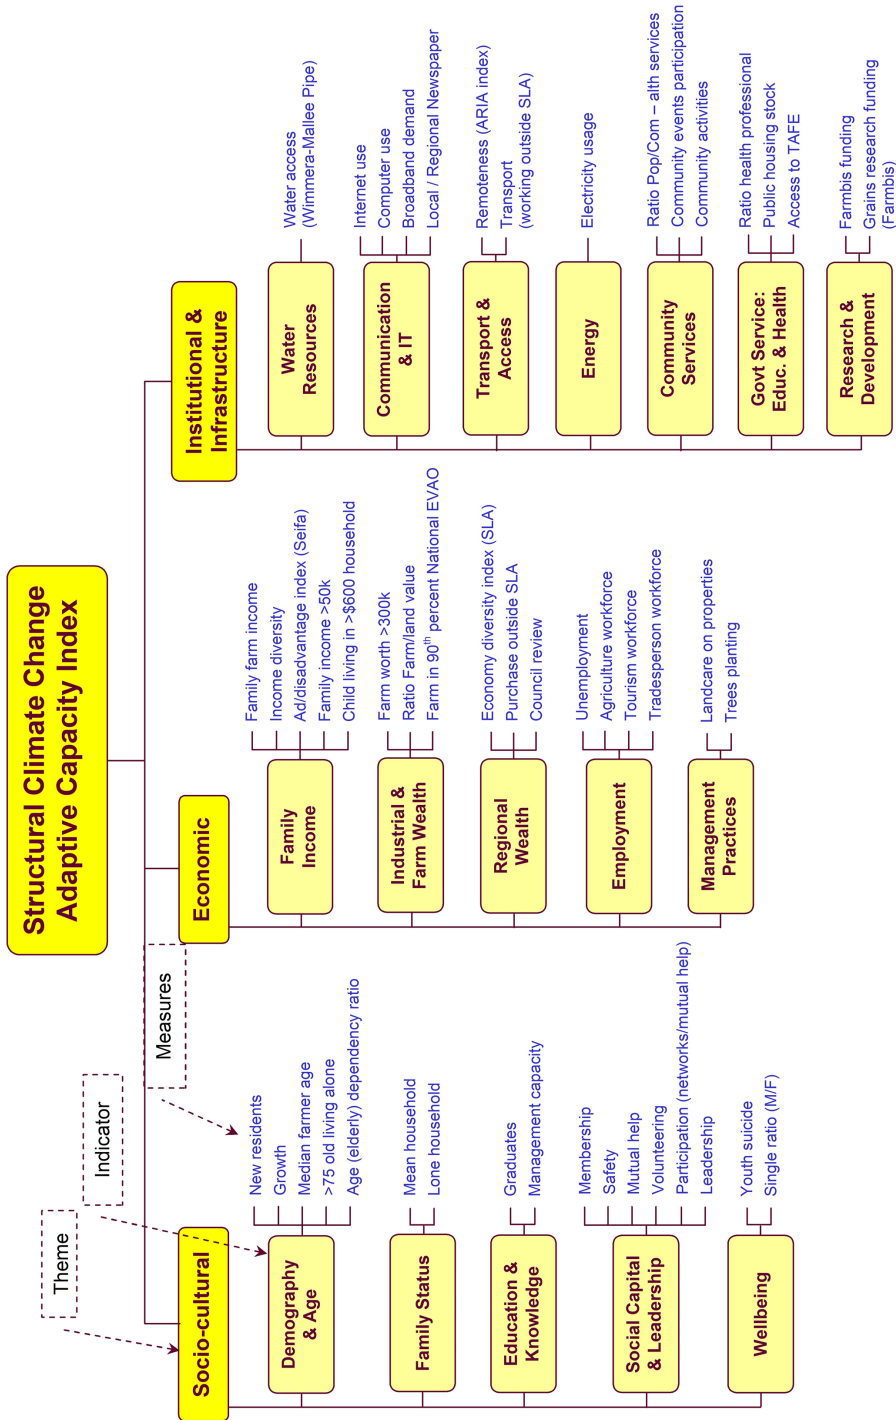 Structural Climate Change
Adaptive Capacity Index
Theme
Indicator
Measures
Socio-cultural
Demography
& Age
New residents
Growth
Median farmer age
>75 old living alone
Age (elderly) dependency ratio
Family Status
Mean household
Lone household
Education &
Knowledge
Graduates
Management capacity
Social Capital
& Leadership
Membership
Safety
Mutual help
Volunteering
Participation (networks/mutual help)
Leadership
Wellbeing
Youth suicide
Single ratio (M/F)
Economic
Family
Income
Family farm income
Income diversity
Ad/disadvantage index (Seifa)
Family income >50k
Child living in >$600 household
Industrial &
Farm Wealth
Farm worth >300k
Ratio Farm/land value
Farm in 90th percent National EVAO
Regional
Wealth
Economy diversity index (SLA)
Purchase outside SLA
Council review
Employment
Unemployment
Agriculture workforce
Tourism workforce
Tradesperson workforce
Management
Practices
Landcare on properties
Trees planting
Institutional &
Infrastructure
Water
Resources
Water access
(Wimmera-Mallee Pipe)
Communication
& IT
Internet use
Computer use
Broadband demand
Local / Regional Newspaper
Transport &
Access
Remoteness (ARIA index)
Transport
(working outside SLA)
Energy
Electricity usage
Community
Services
Ratio Pop/Com – alth services
Community events participation
Community activities
Govt Service:
Educ. & Health
Ratio health professional
Public housing stock
Access to TAFE
Research &
Development
Farmbis funding
Grains research funding
(Farmbis)